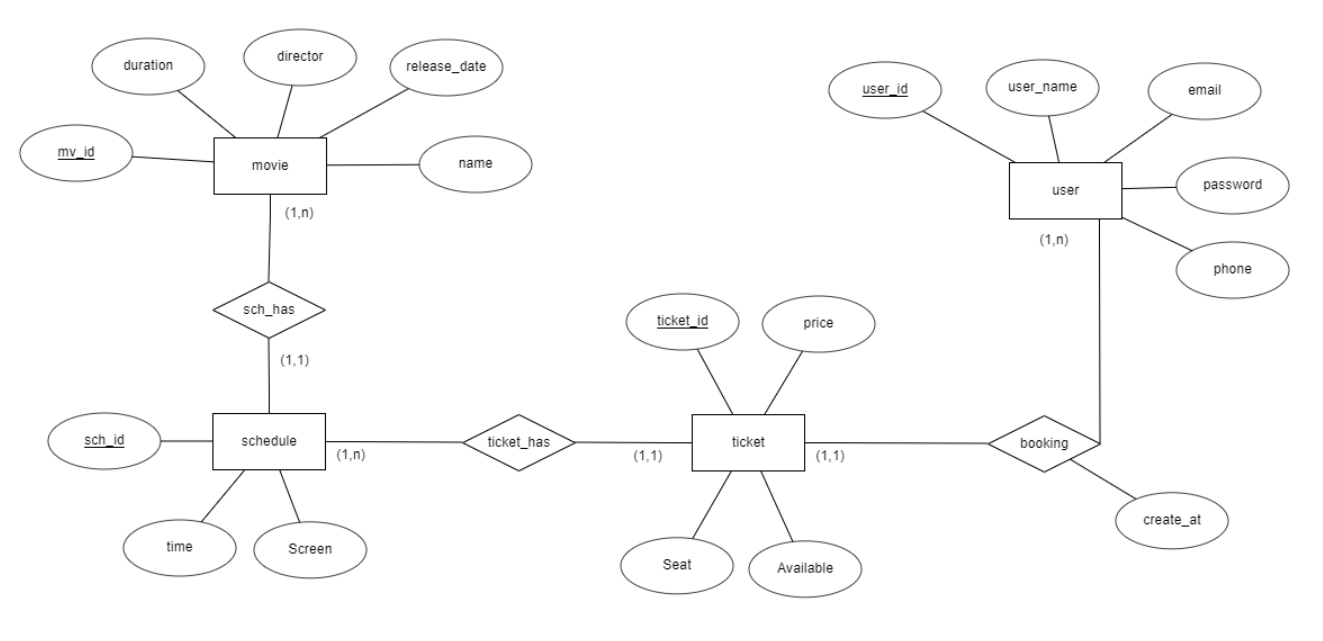 duration
director
release_date
mv_id
movie
name
(1,n)
sch_has
(1,1)
sch_id
schedule
(1,n)
time
Screen
ticket_has
(1,1)
ticket_id
price
ticket
(1,1)
Seat
Available
user_id
user_name
email
user
password
phone
(1,n)
booking
create_at